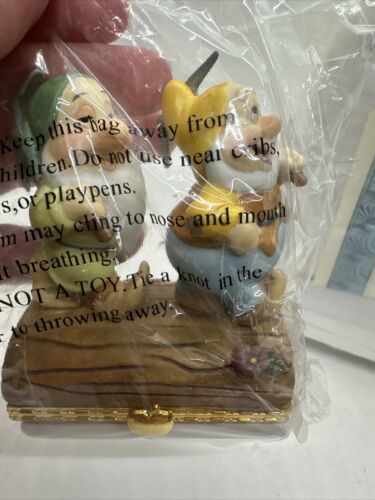 Keep this bag away from
children. Do not use near cribs,
s, or playpens.
m may cling to nose and mouth
t breathing.
NOT A TOY. Tie a knot in the
r to throwing away.